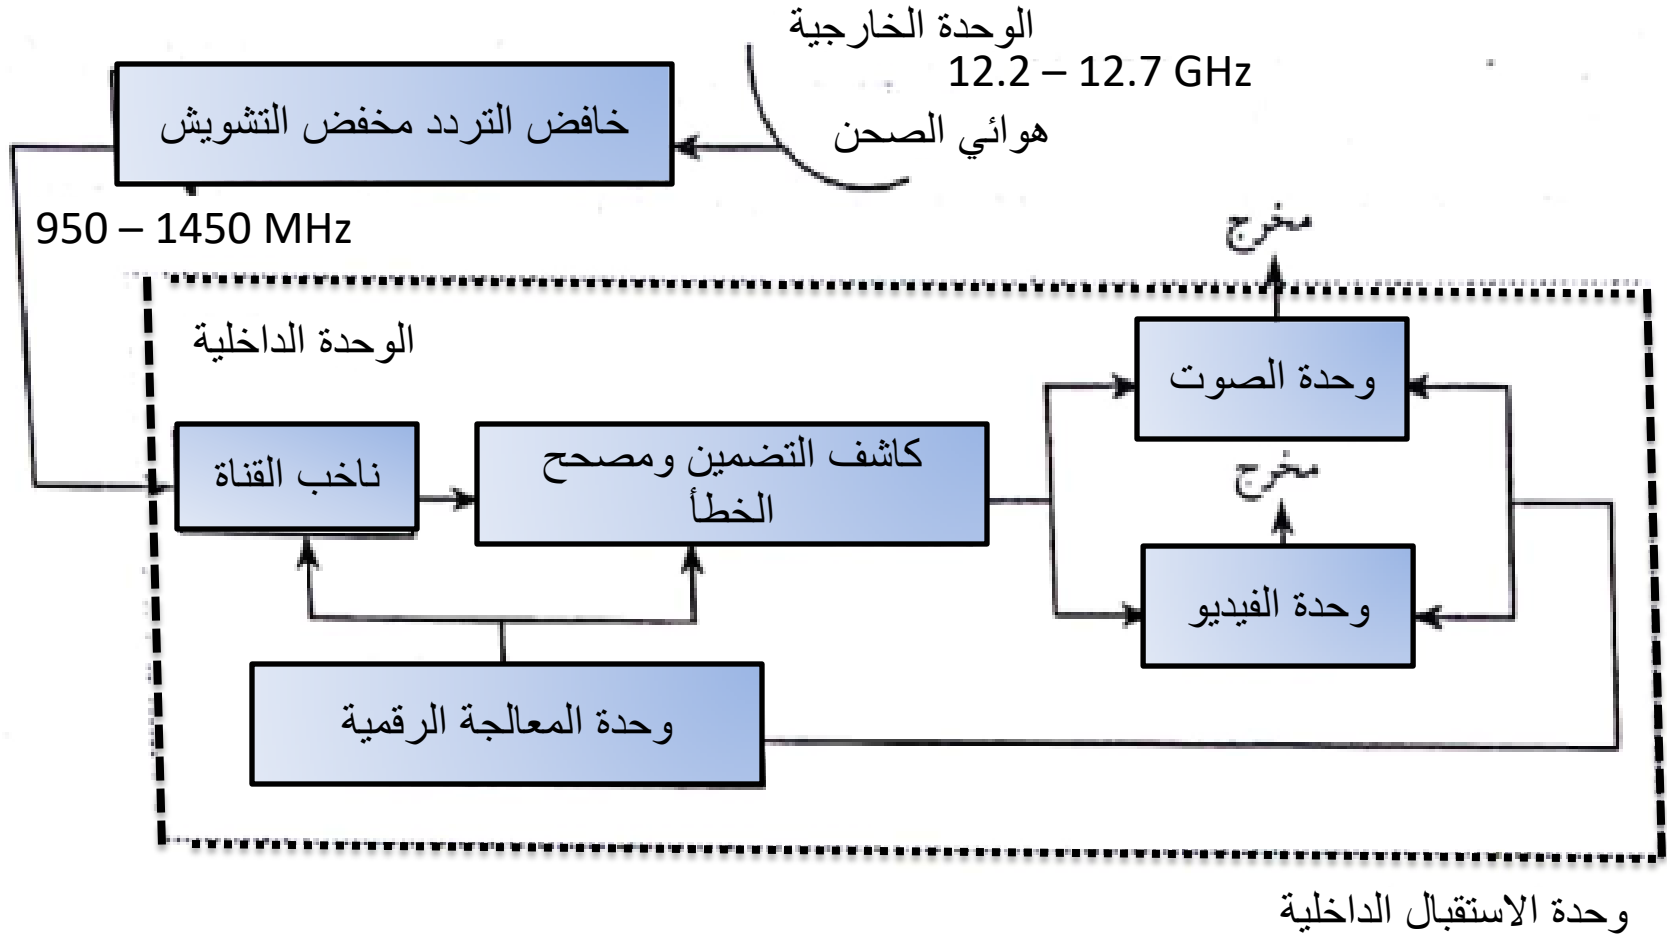 الوحدة الخارجية
12.2 – 12.7 GHz
هوائي الصحن
خافض التردد مخفض التشويش
950 – 1450 MHz
مخرج
الوحدة الداخلية
وحدة الصوت
ناخب القناة
كاشف التضمين ومصحح
الخطأ
مخرج
وحدة الفيديو
وحدة المعالجة الرقمية
وحدة الاستقبال الداخلية